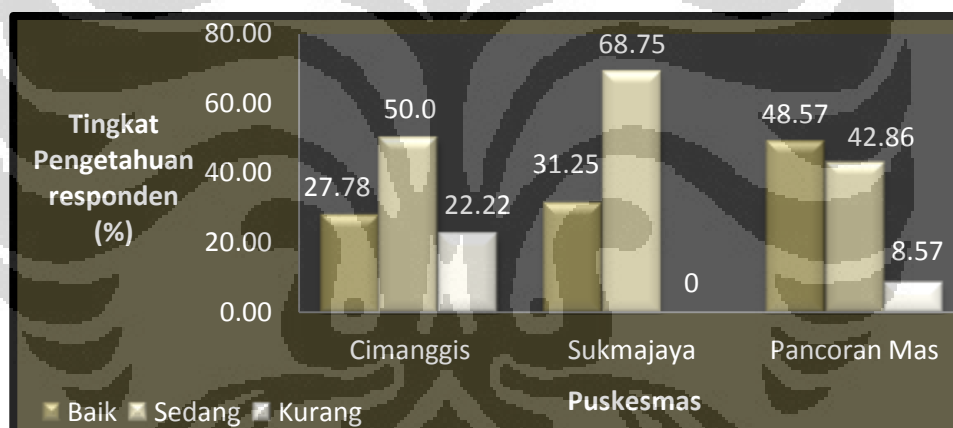 Tingkat
Pengetahuan
responden
(%)
80.00
60.00
40.00
20.00
0.00
27.78
50.0
22.22
31.25
68.75
0
48.57
42.86
8.57
Cimanggis Sukmajaya Pancoran Mas
Puskesmas
Baik Sedang Kurang